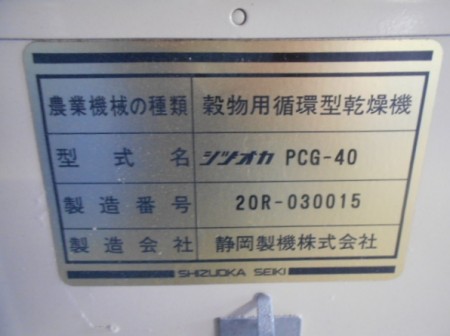 農業機械の種類 穀物用循環型乾燥機
型式名 シヅオカ PCG-40
製造番号 20R-030015
製造会社 静岡製機株式会社
SHIZUOKA SEIKI